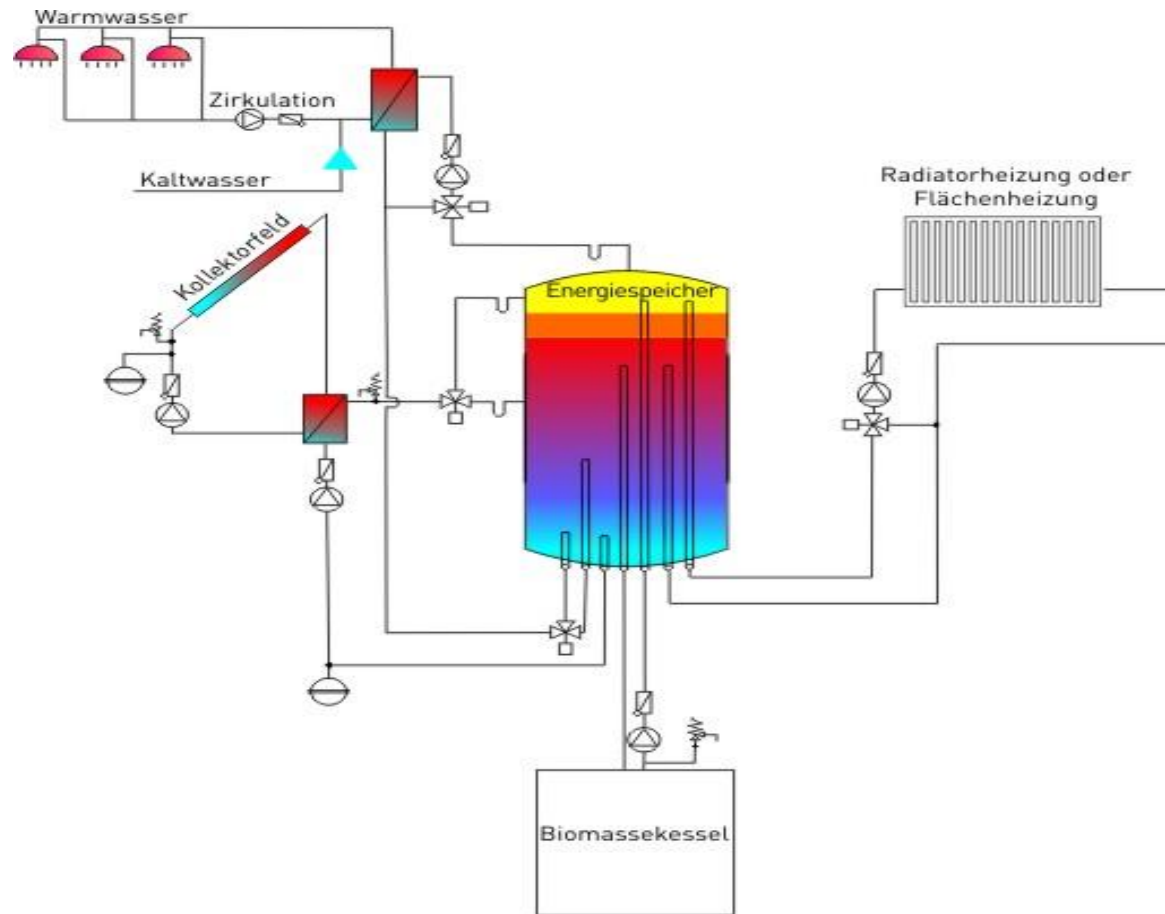 Warmwasser
Zirkulation
Kaltwasser
Radiatorheizung oder
Flächenheizung
Kollektorfeld
Energiespeicher
Biomassekessel